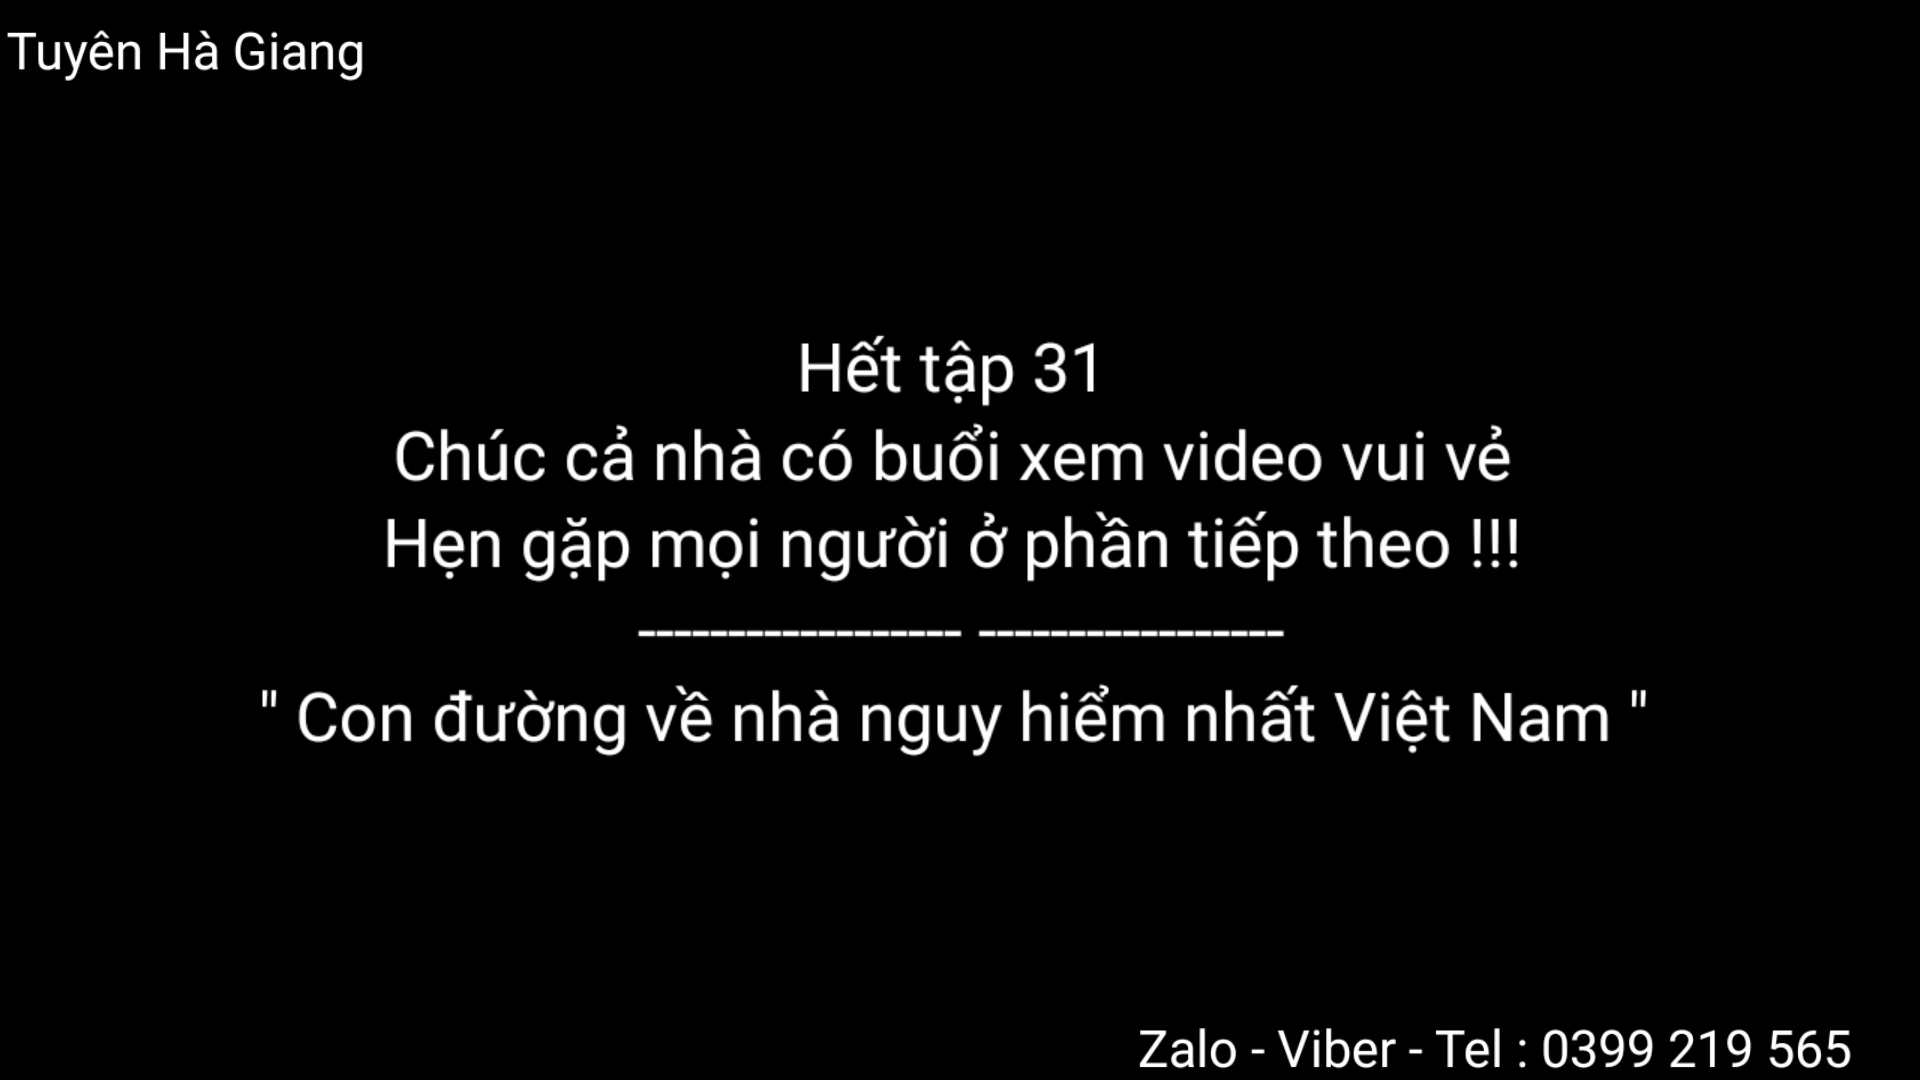 Tuyên Hà Giang
Hết tập 31
Chúc cả nhà có buổi xem video vui vẻ
Hẹn gặp mọi người ở phần tiếp theo !!!
------------------ -----------------
" Con đường về nhà nguy hiểm nhất Việt Nam "
Zalo - Viber - Tel : 0399 219 565